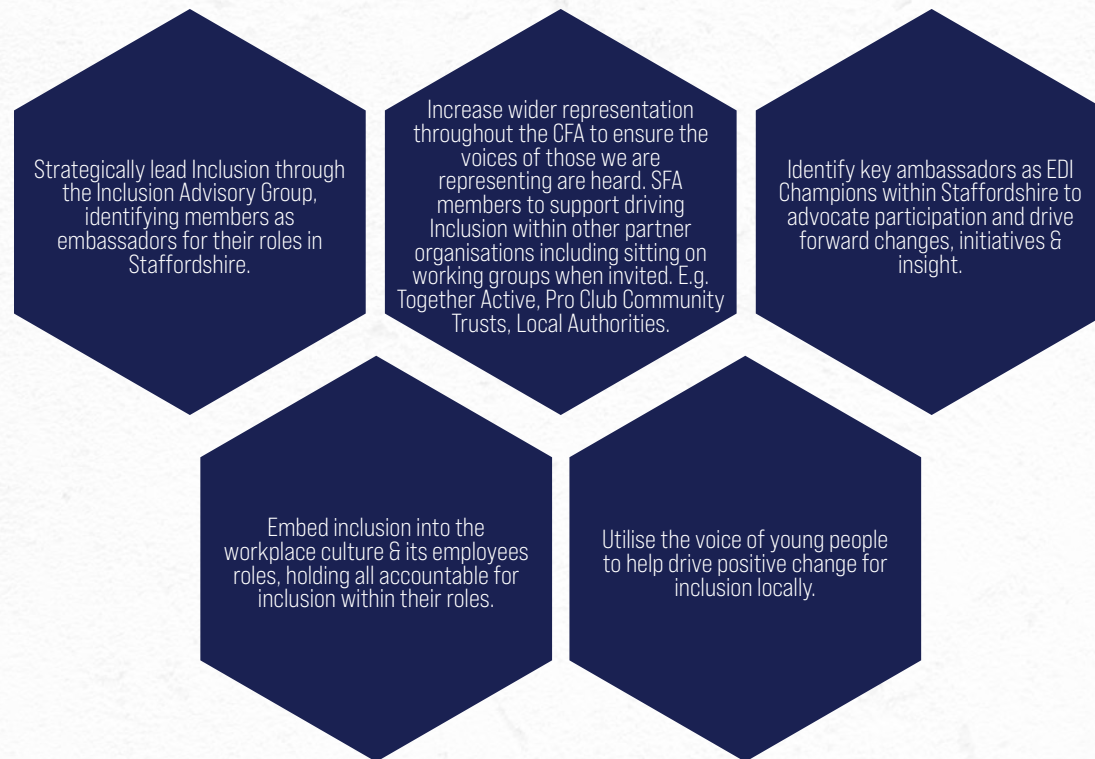 Strategically lead Inclusion through
the Inclusion Advisory Group,
identifying members as
embassadors for their roles in
Staffordshire.
Increase wider representation
throughout the CFA to ensure the
voices of those we are
representing are heard. SFA
members to support driving
Inclusion within other partner
organisations including sitting on
working groups when invited. E.g.
Together Active, Pro Club Community
Trusts, Local Authorities.
Identify key ambassadors as EDI
Champions within Staffordshire to
advocate participation and drive
forward changes, initiatives &
insight.
Embed inclusion into the
workplace culture & its employees
roles, holding all accountable for
inclusion within their roles.
Utilise the voice of young people
to help drive positive change for
inclusion locally.